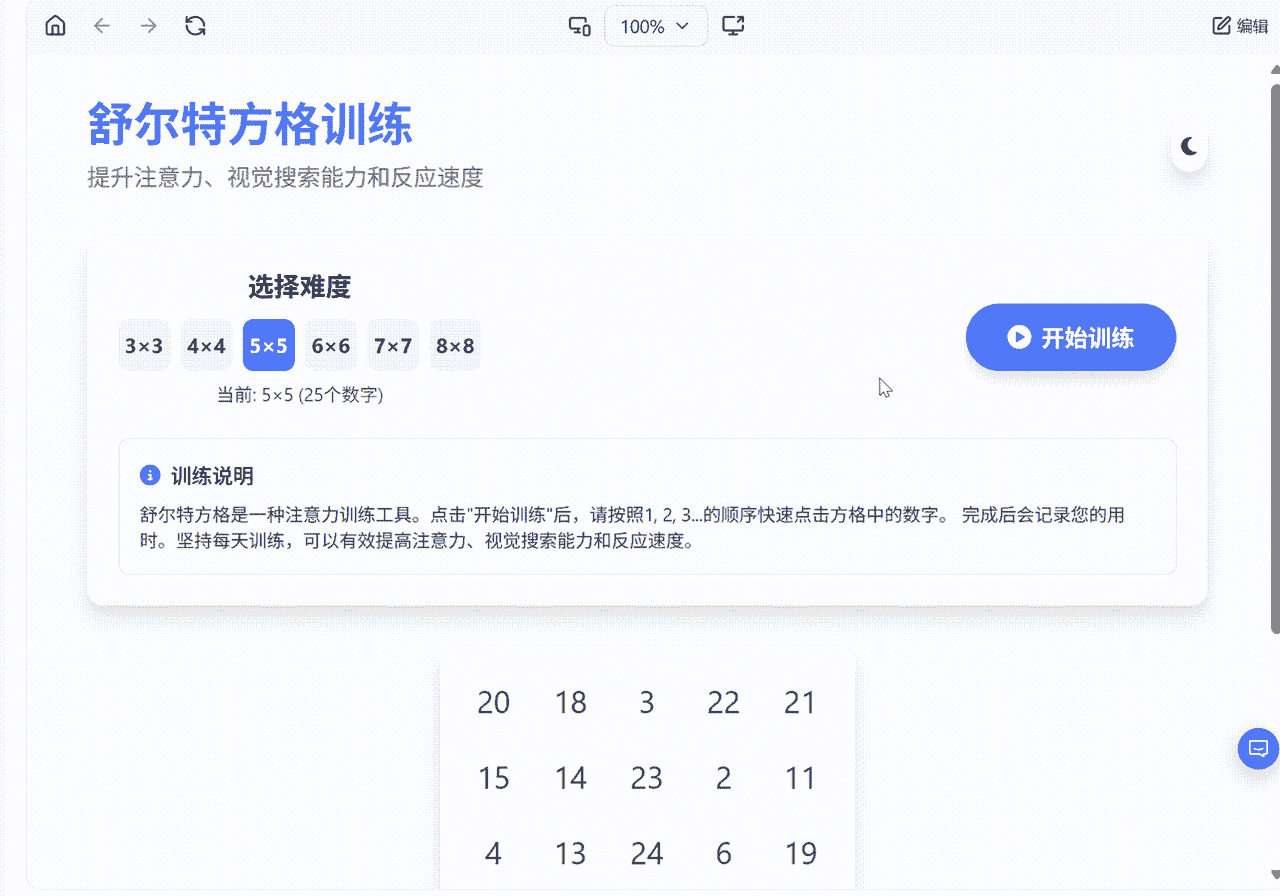 100%
编辑
舒尔特方格训练
提升注意力、视觉搜索能力和反应速度
选择难度
3×3 4×4 5×5 6×6 7×7 8×8
当前: 5×5 (25个数字)
开始训练
训练说明
舒尔特方格是一种注意力训练工具。点击"开始训练"后，请按照1, 2, 3...的顺序快速点击方格中的数字。 完成后会记录您的用
时。坚持每天训练，可以有效提高注意力、视觉搜索能力和反应速度。
20 18 3 22 21
15 14 23 2 11
4 13 24 6 19